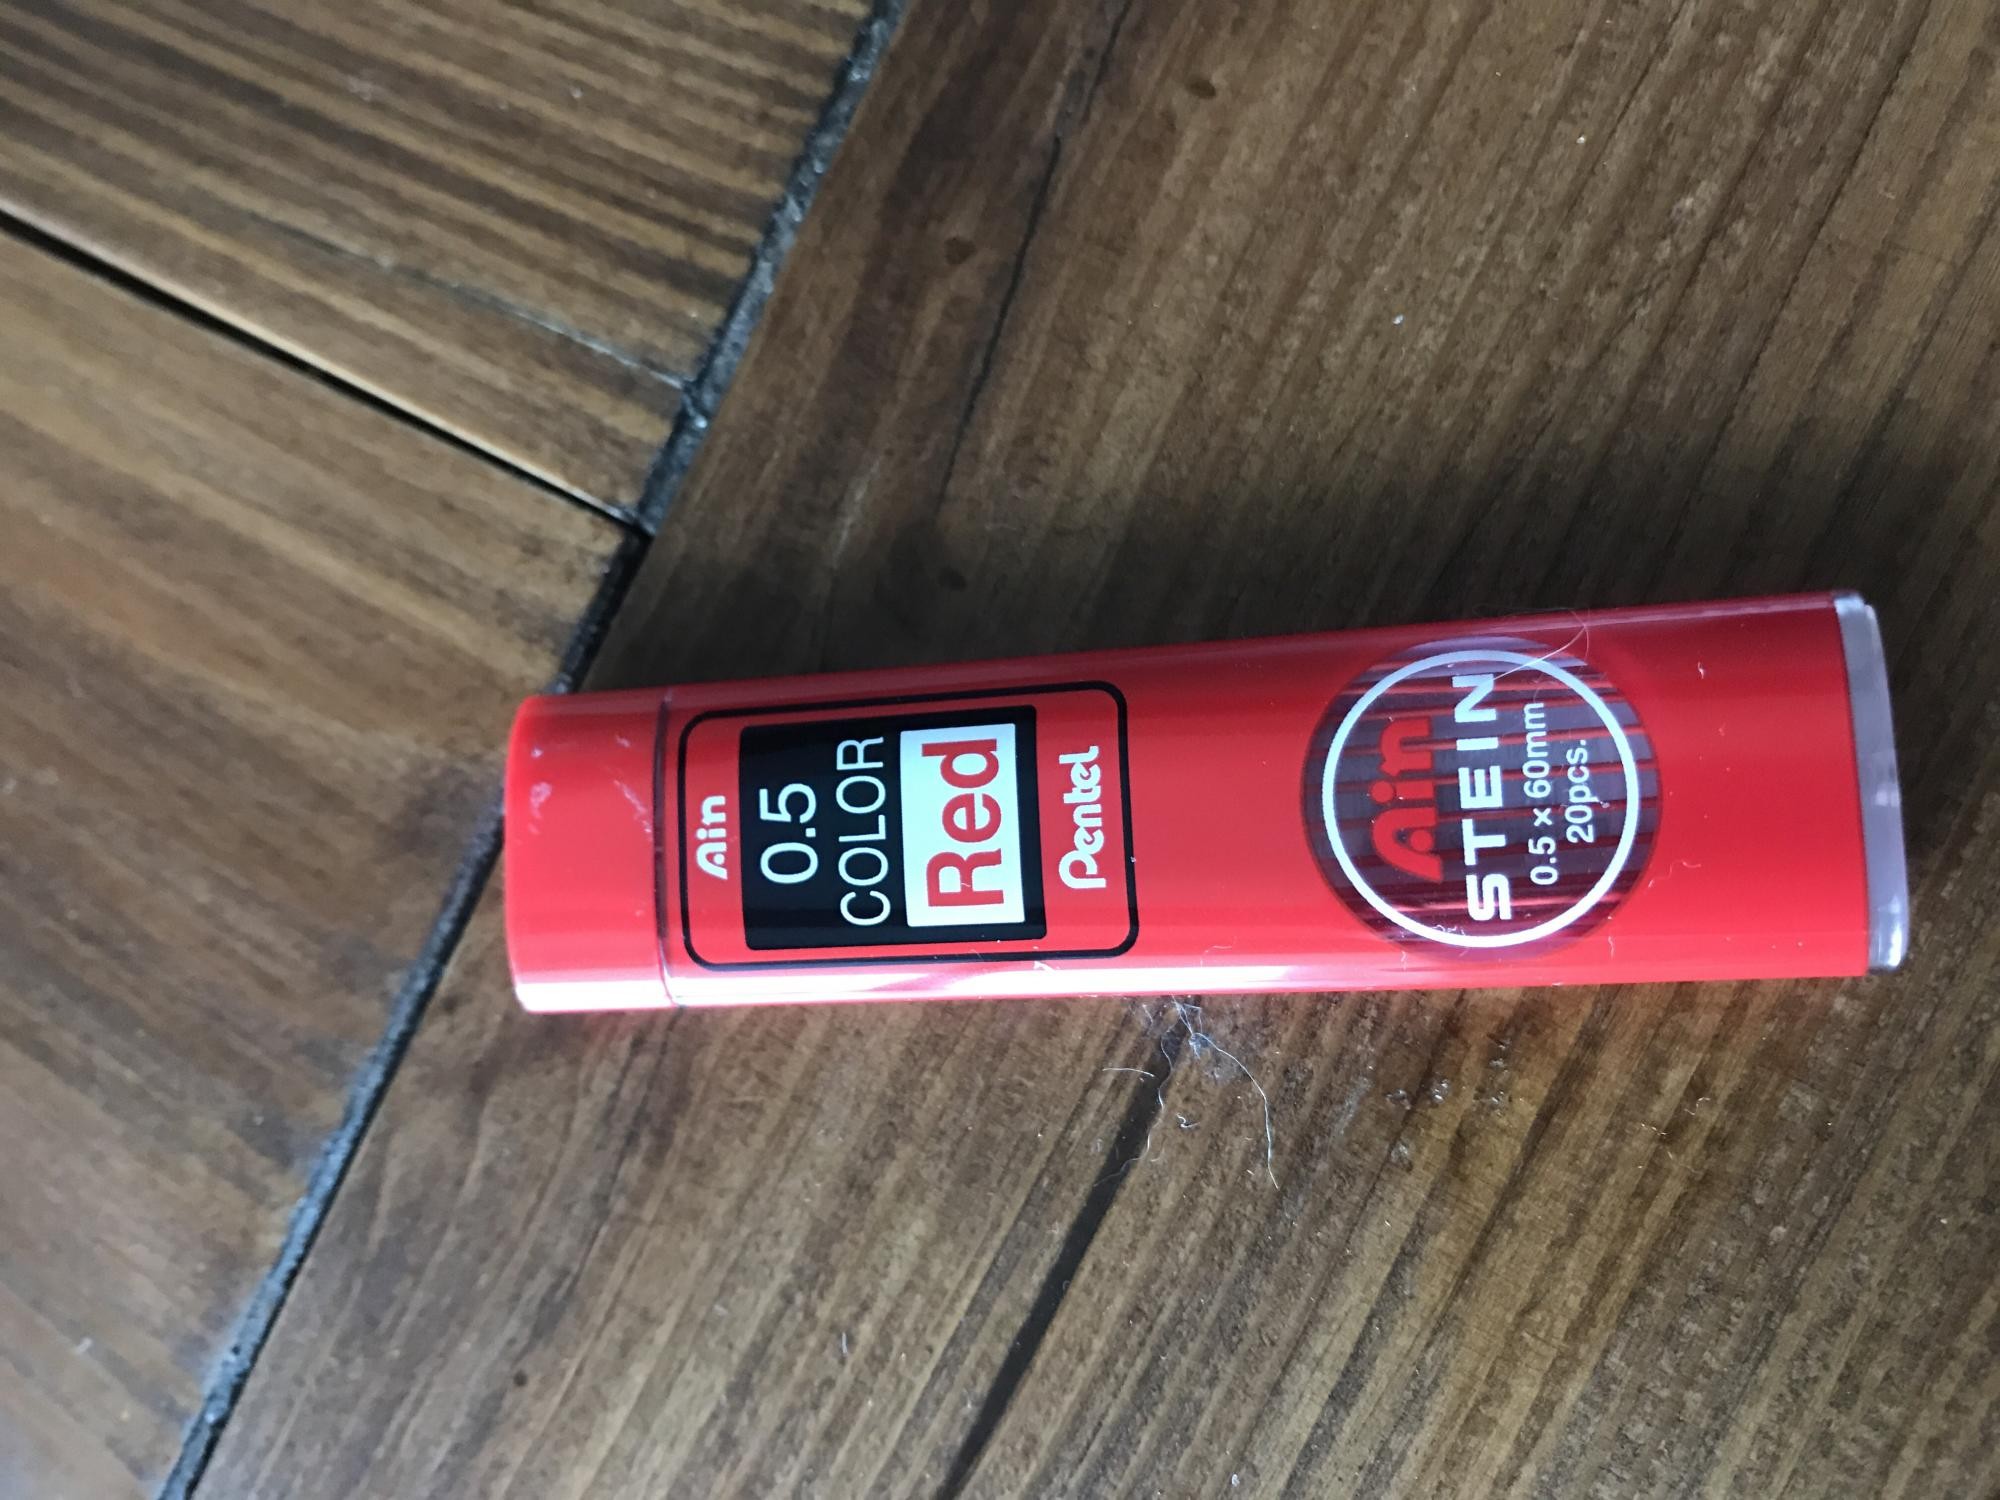 Ain
0.5
COLOR
Red
Pentel
Ain
STEIN
0.5 × 60mm
20pcs.